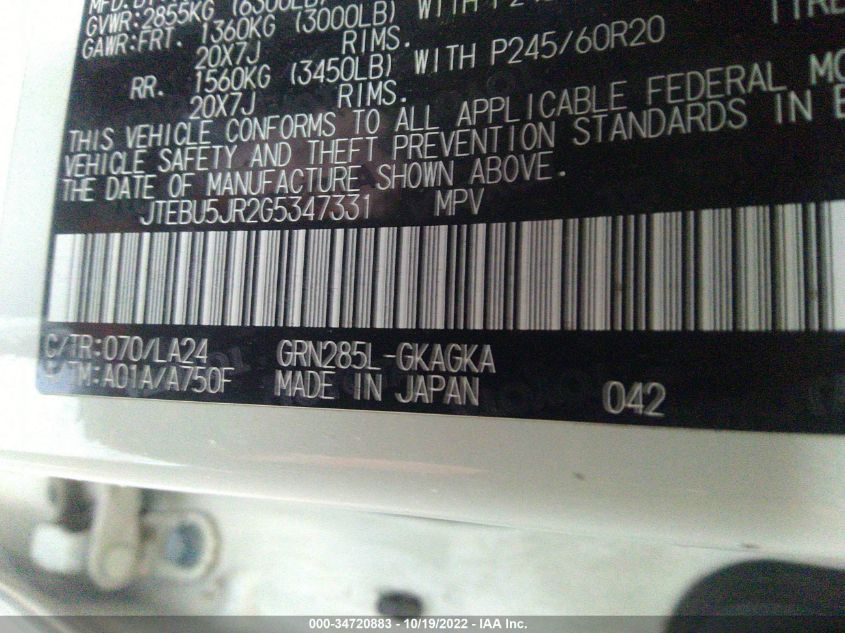 GVWR:2855KG (6300LB)
GAWR:FRT. 1360KG (3000LB) WITH
20X7J RIMS.
RR. 1560KG (3450LB) WITH P245/60R20
20X7J RIMS.
THIS VEHICLE CONFORMS TO ALL APPLICABLE FEDERAL
VEHICLE SAFETY AND THEFT PREVENTION STANDARDS IN
THE DATE OF MANUFACTURE SHOWN ABOVE.
JTEBU5JR2G5347331 MPV
C/TR:070/LA24 GRN285L-GKAGKA
TM:A01A/A750F MADE IN JAPAN 042
000-34720883 - 10/19/2022 - IAA Inc.